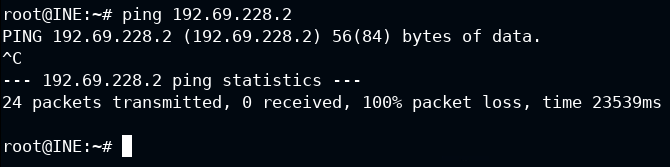 root@INE:~# ping 192.69.228.2
PING 192.69.228.2 (192.69.228.2) 56(84) bytes of data.
^C
--- 192.69.228.2 ping statistics ---
24 packets transmitted, 0 received, 100% packet loss, time 23539ms
root@INE:~#